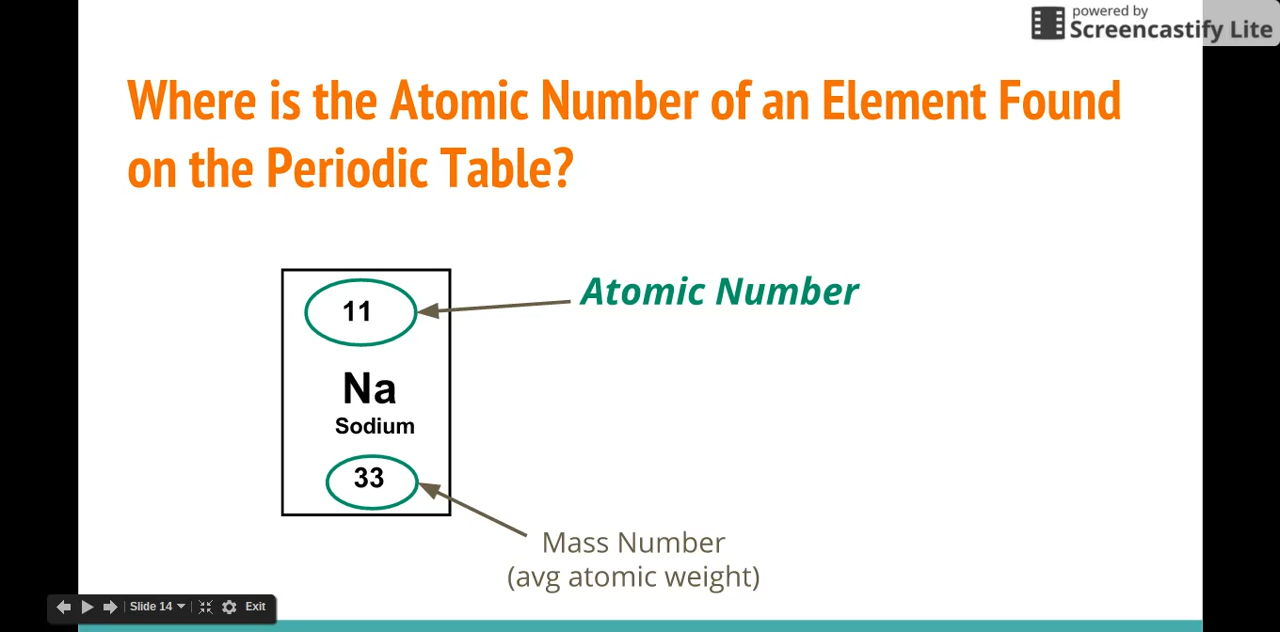 powered by
Screencastify Lite
Where is the Atomic Number of an Element Found
on the Periodic Table?
11
Atomic Number
Na
Sodium
33
Mass Number
(avg atomic weight)
Slide 14
Exit